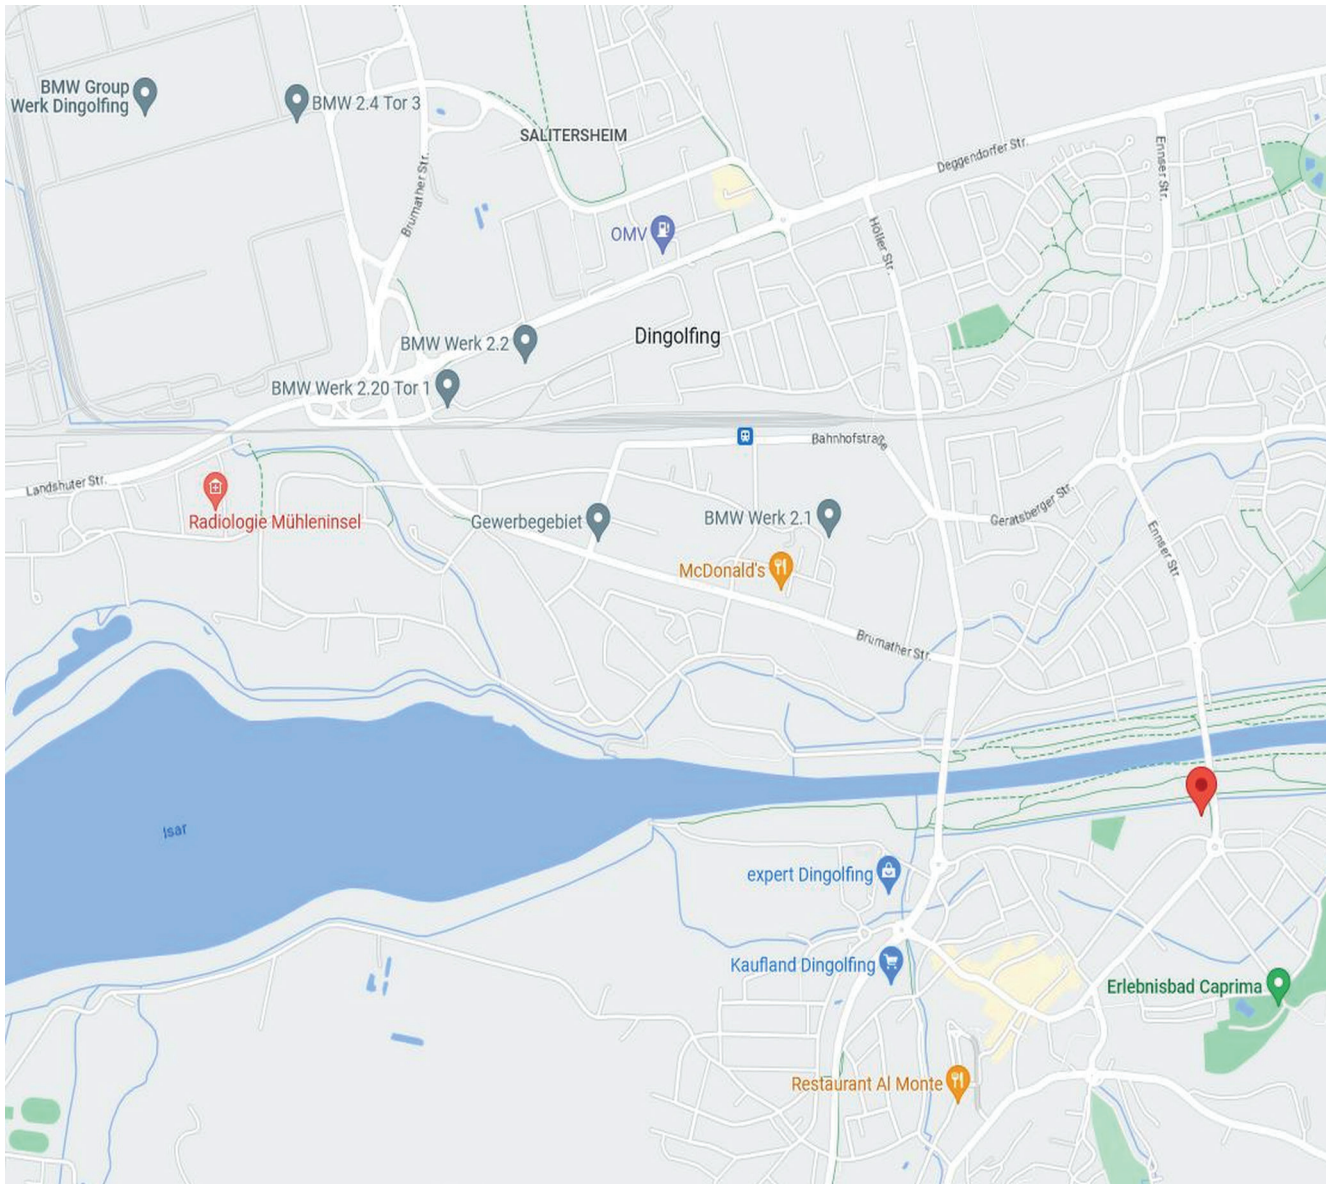 BMW Group
Werk Dingolfing
BMW 2.4 Tor 3
SALITERSHEIM
Deggendorfer Str.
Ennser Str.
Brumather Str.
OMV
Höller Str.
BMW Werk 2.2
Dingolfing
BMW Werk 2.20 Tor 1
Bahnhofstraße
Landshuter Str.
Radiologie Mühleninsel
Gewerbegebiet
BMW Werk 2.1
Geratsberger Str.
Ennser Str.
McDonald's
Brumather Str.
Isar
expert Dingolfing
Kaufland Dingolfing
Erlebnisbad Caprima
Restaurant Al Monte